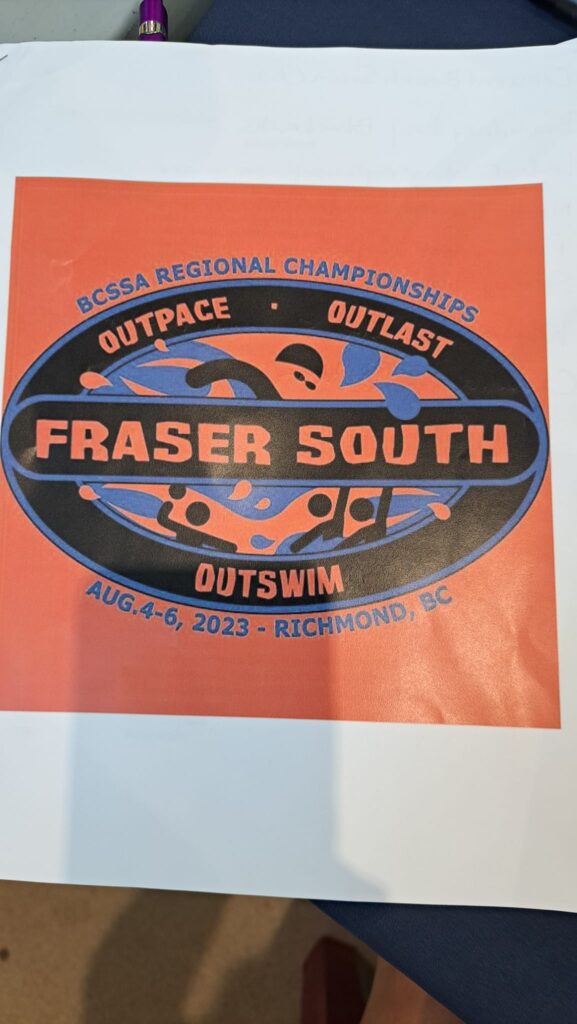 BCSSA REGIONAL CHAMPIONSHIPS
OUTPACE · OUTLAST
FRASER SOUTH
OUTSWIM
AUG.4-6, 2023 - RICHMOND, BC